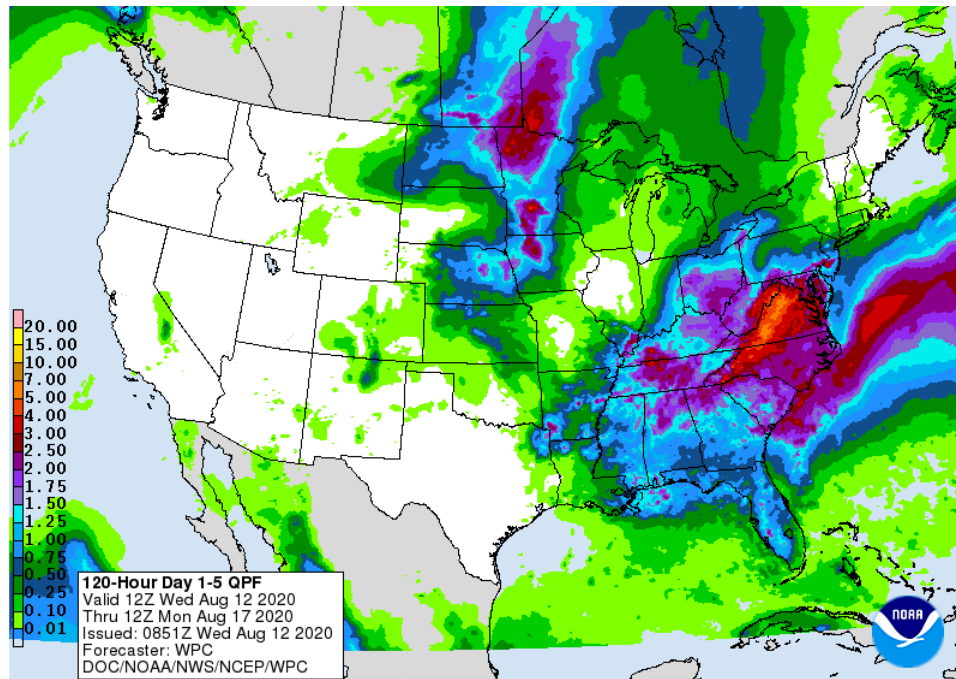 20.00
15.00
10.00
7.00
5.00
4.00
3.00
2.50
2.00
1.75
1.50
1.25
1.00
0.75
0.50
0.25
0.10
0.01
120-Hour Day 1-5 QPF
Valid 12Z Wed Aug 12 2020
Thru 12Z Mon Aug 17 2020
Issued: 0851Z Wed Aug 12 2020
Forecaster: WPC
DOC/NOAA/NWS/NCEP/WPC
NOAA